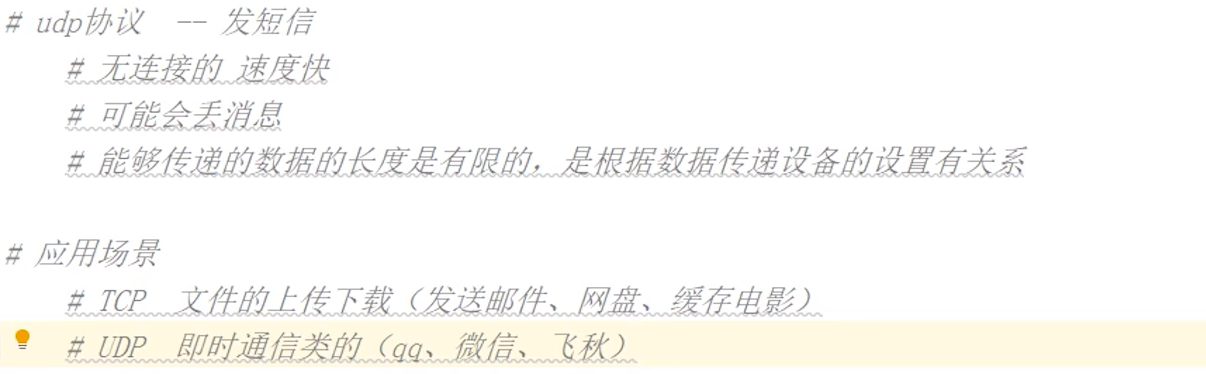 # udp协议  -- 发短信
# 无连接的 速度快
# 可能会丢消息
# 能够传递的数据的长度是有限的，是根据数据传递设备的设置有关系
# 应用场景
# TCP  文件的上传下载（发送邮件、网盘、缓存电影）
# UDP  即时通信类的（qq、微信、飞秋）